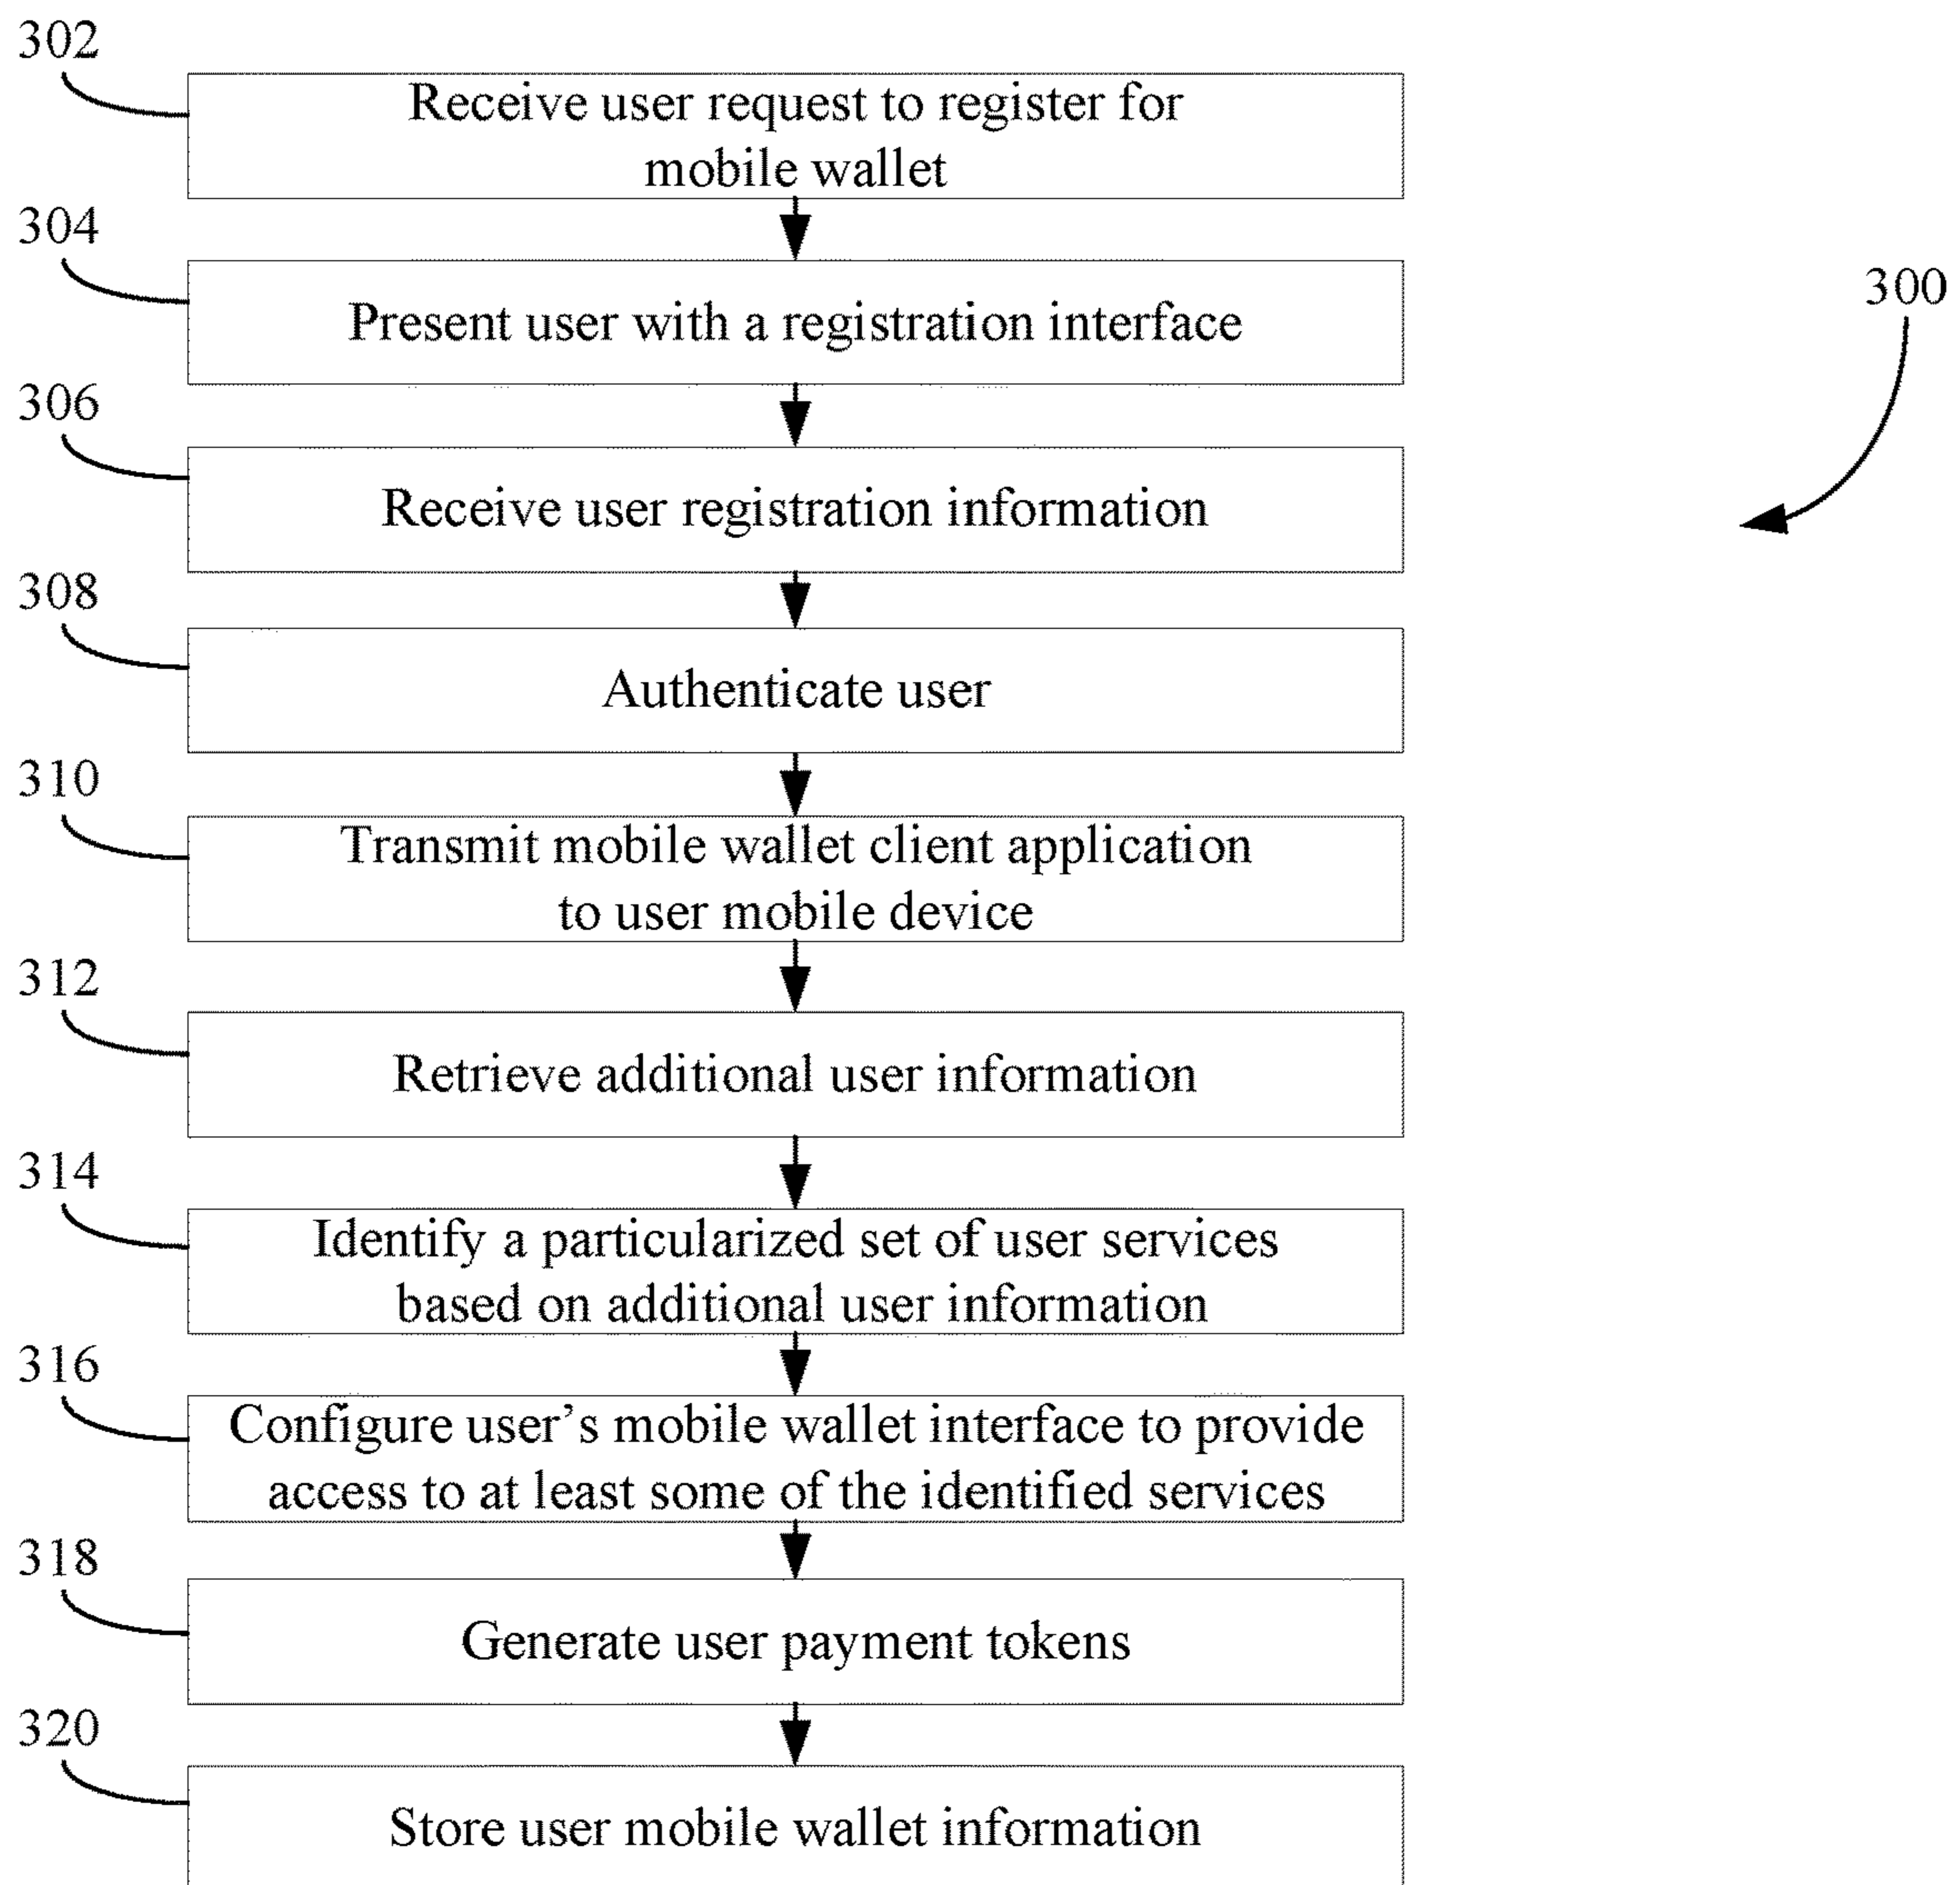 302
Receive user request to register for
mobile wallet
304
Present user with a registration interface
300
306
Receive user registration information
308
Authenticate user
310
Transmit mobile wallet client application
to user mobile device
312
Retrieve additional user information
314
Identify a particularized set of user services
based on additional user information
316
Configure user’s mobile wallet interface to provide
access to at least some of the identified services
318
Generate user payment tokens
320
Store user mobile wallet information